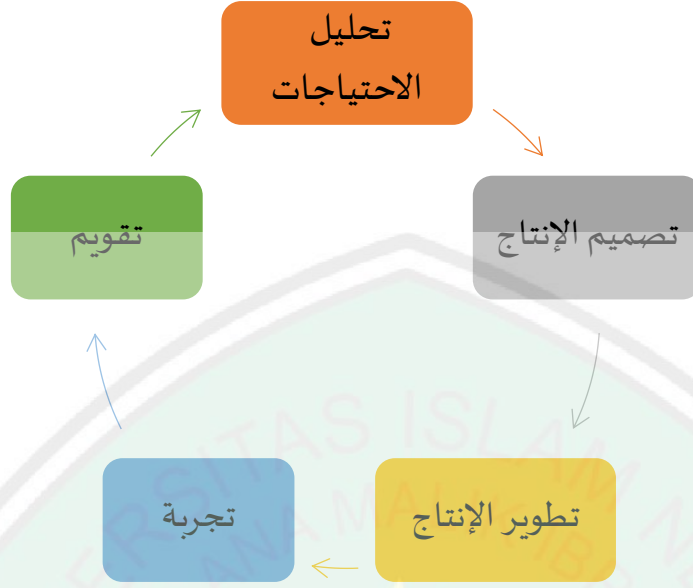 تحليل
الاحتياجات
تصميم الإنتاج
تطوير الإنتاج
تجربة
تقويم